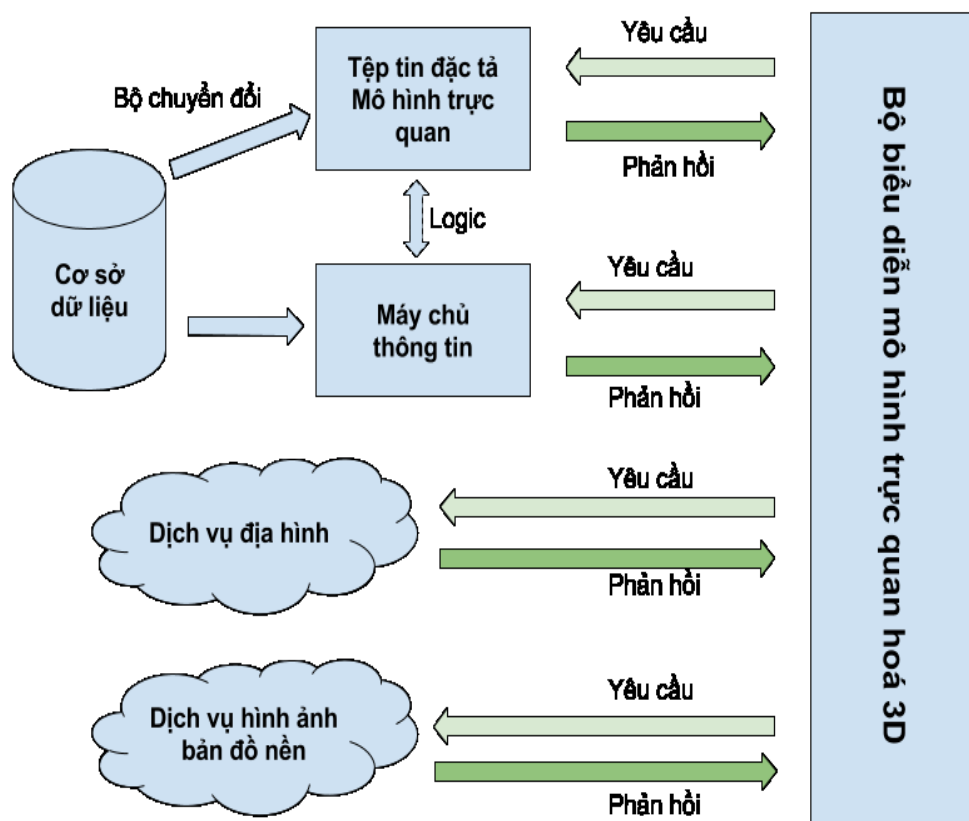 Yêu cầu
Tệp tin đặc tả
Mô hình trực
quan
Bộ chuyển đổi
Phản hồi
Logic
Cơ sở
dữ liệu
Yêu cầu
Máy chủ
thông tin
Phản hồi
Yêu cầu
Dịch vụ địa hình
Phản hồi
Yêu cầu
Dịch vụ hình ảnh
bản đồ nền
Phản hồi
Bộ biểu diễn mô hình trực quan hoá 3D